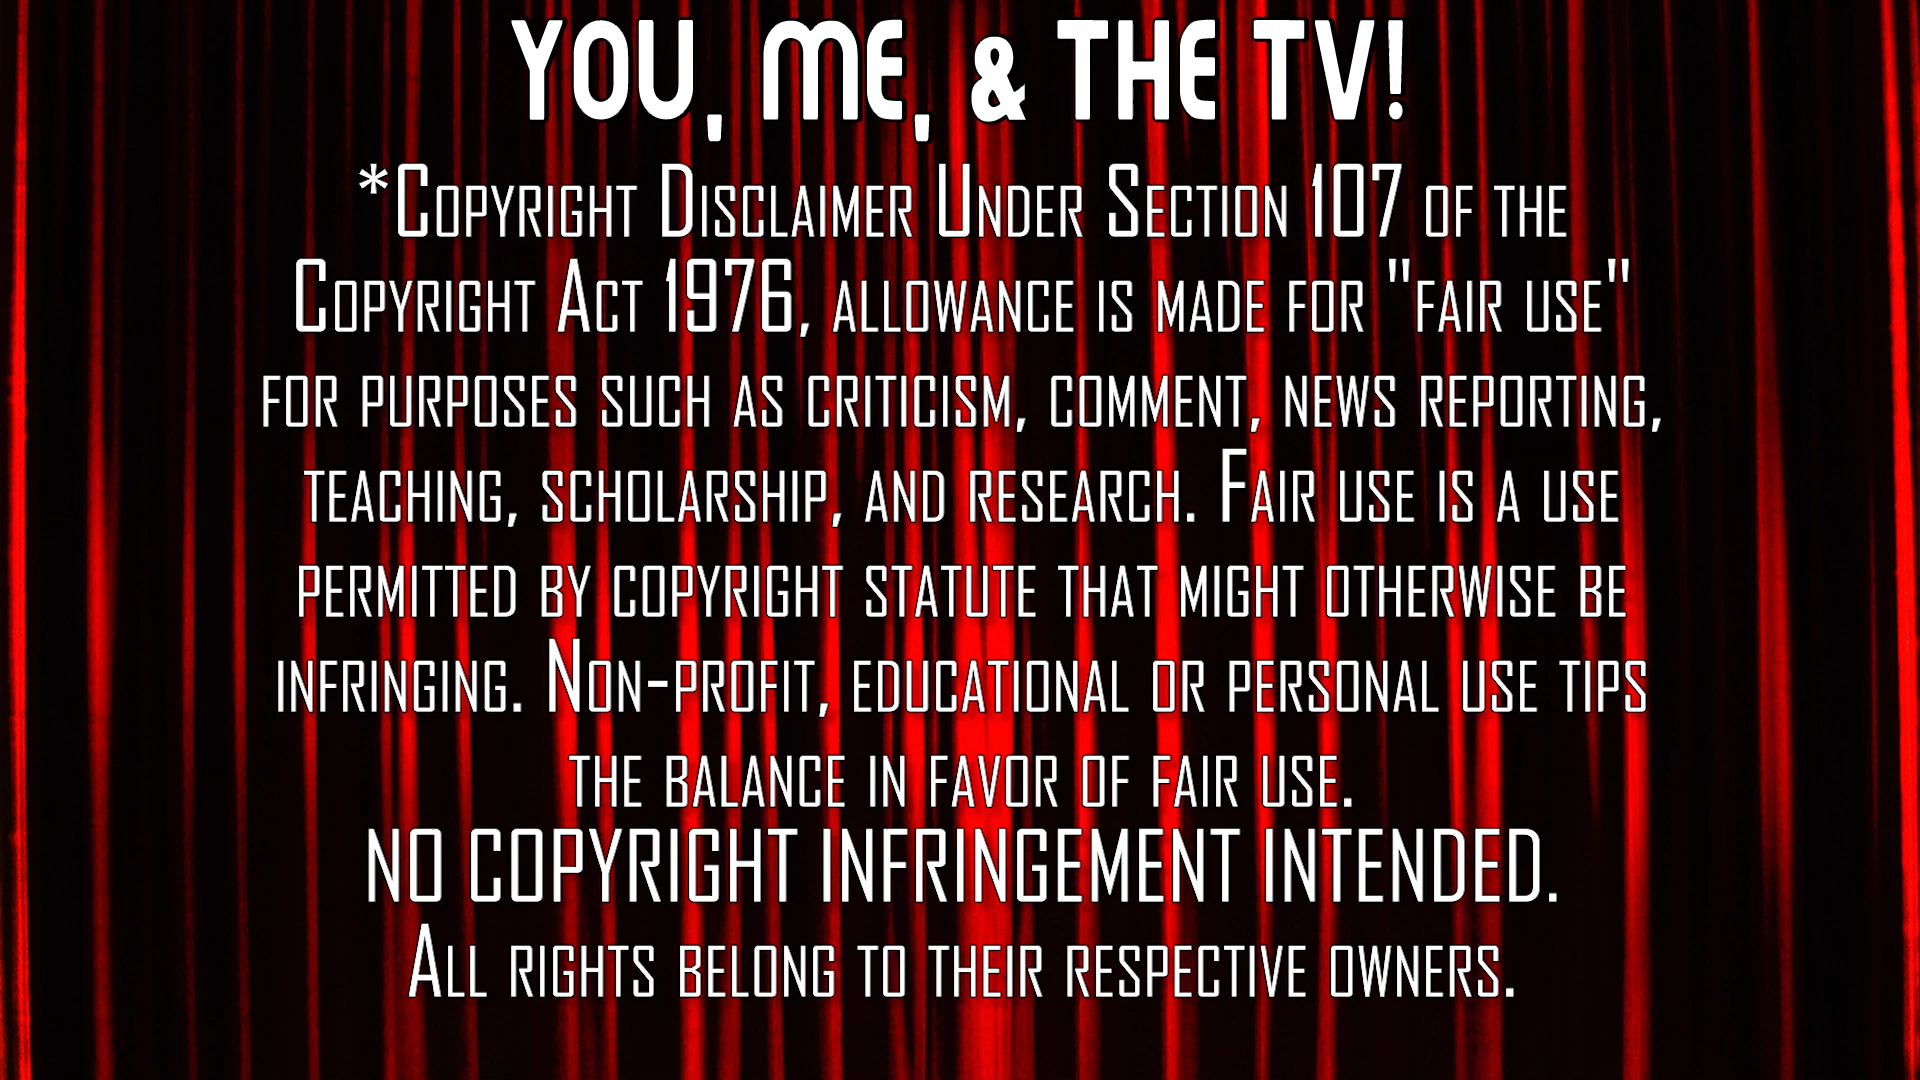 YOU, ME, & THE TV!
*Copyright Disclaimer Under Section 107 of the
Copyright Act 1976, allowance is made for "fair use"
for purposes such as criticism, comment, news reporting,
teaching, scholarship, and research. Fair use is a use
permitted by copyright statute that might otherwise be
infringing. Non-profit, educational or personal use tips
the balance in favor of fair use.
NO COPYRIGHT INFRINGEMENT INTENDED.
All rights belong to their respective owners.